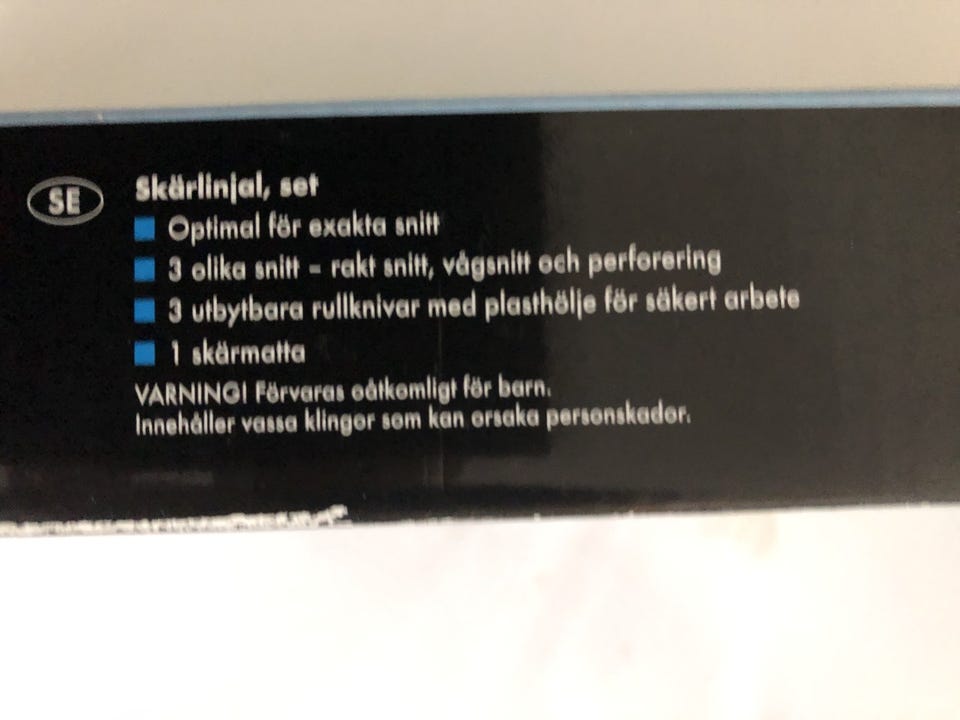 SE
Skärlinjal, set
Optimal för exakta snitt
3 olika snitt – rakt snitt, vågsnitt och perforering
3 utbytbara rullknivar med plasthölje för säkert arbete
1 skärmatta
VARNING! Förvaras oåtkomligt för barn.
Innehåller vassa klingor som kan orsaka personskador.